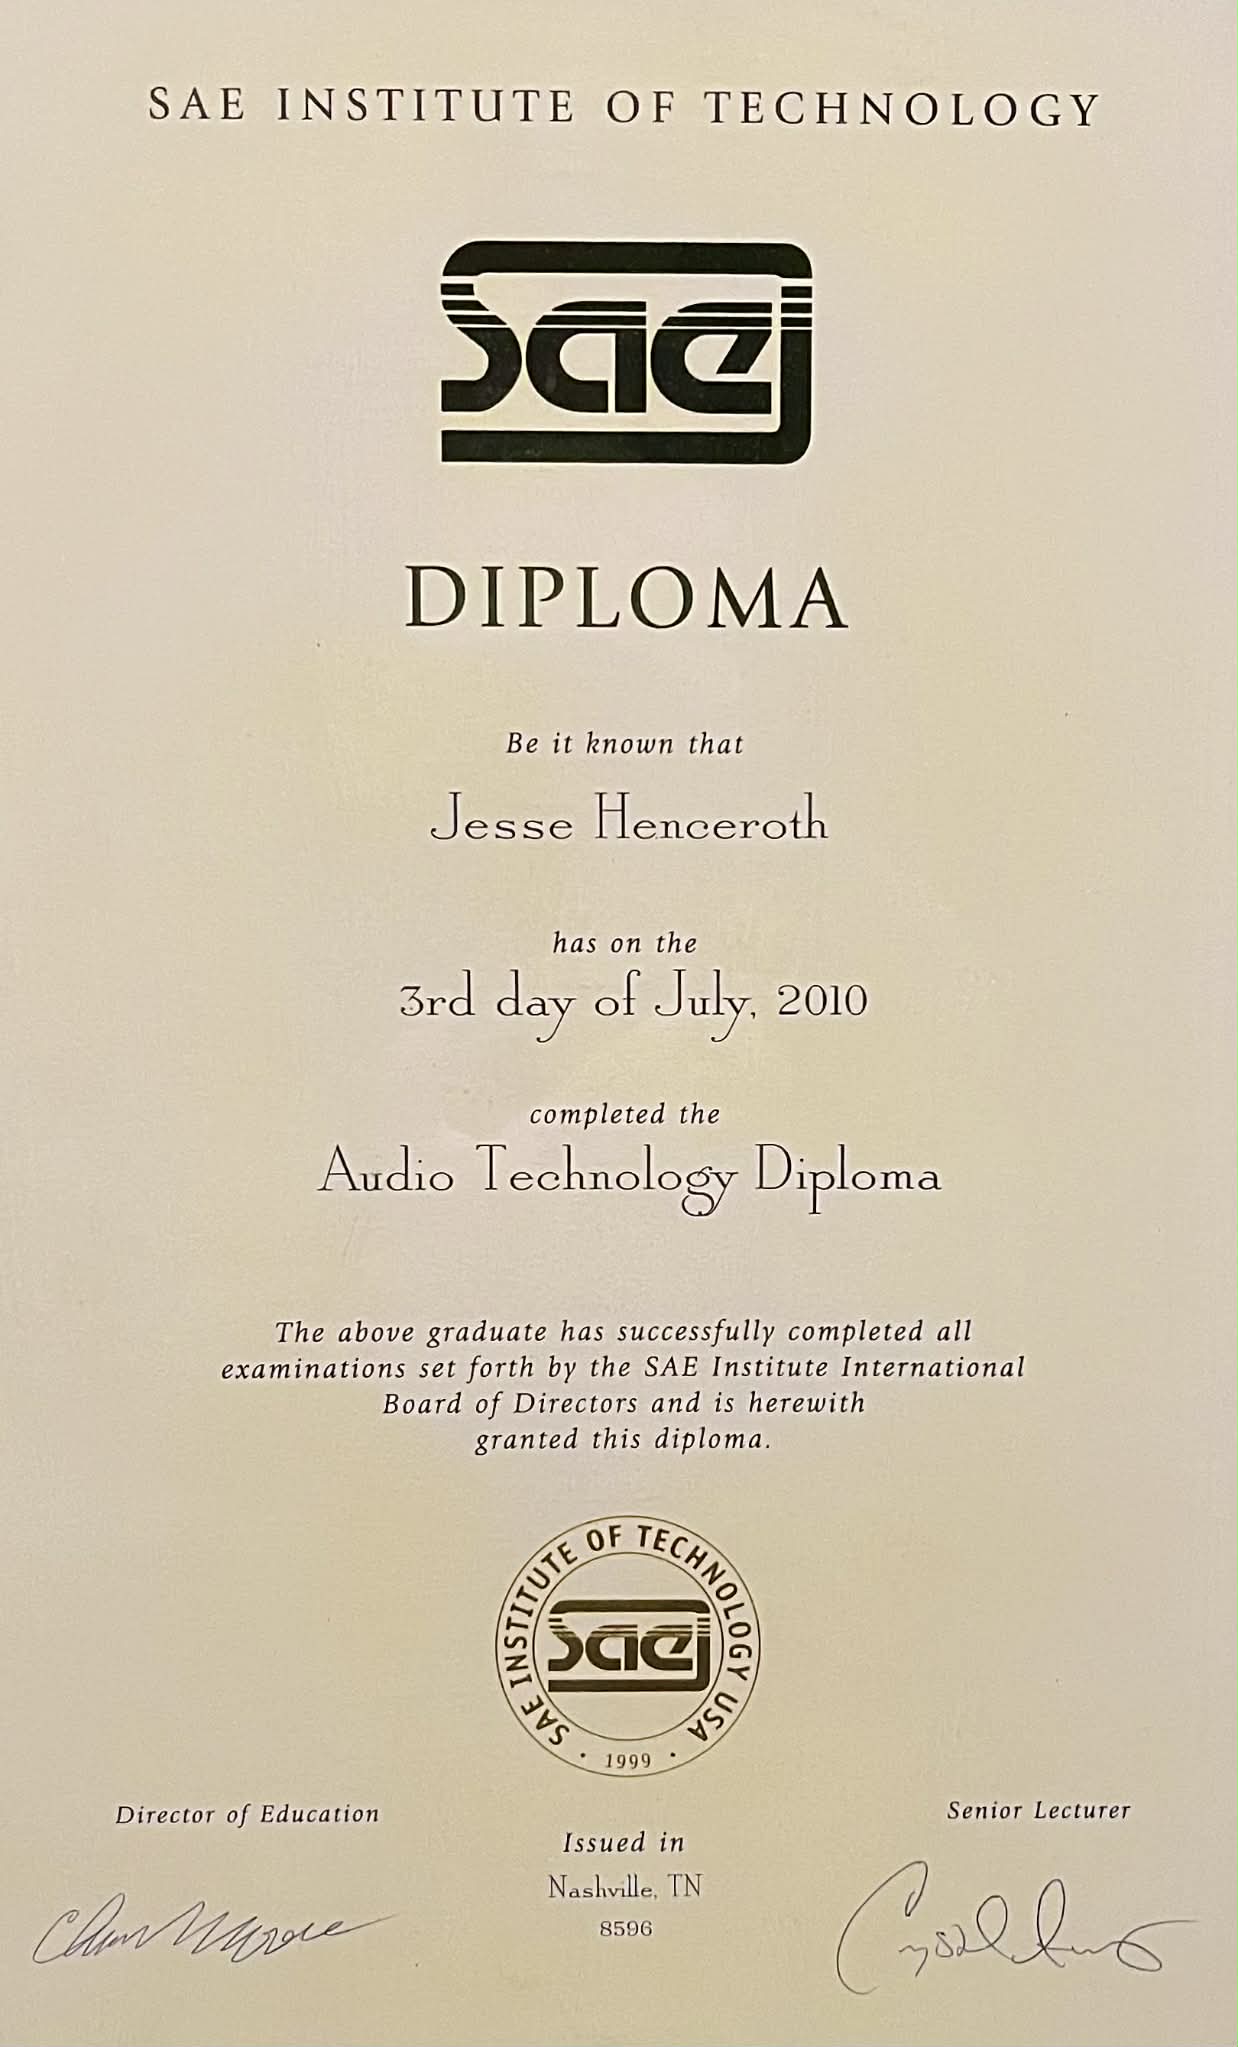 SAE INSTITUTE OF TECHNOLOGY
sae
DIPLOMA
Be it known that
Jesse Henceroth
has on the
3rd day of July, 2010
completed the
Audio Technology Diploma
The above graduate has successfully completed all
examinations set forth by the SAE Institute International
Board of Directors and is herewith
granted this diploma.
SAE INSTITUTE OF TECHNOLOGY USA
sae
· 1999 ·
Director of Education
Senior Lecturer
Issued in
Nashville, TN
8596